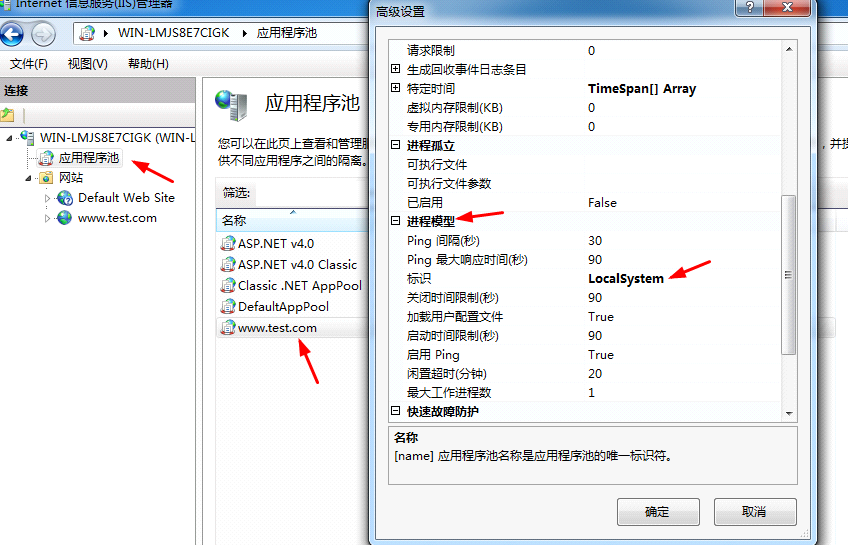 Internet 信息服务(IIS)管理器
WIN-LMJS8E7CIGK
应用程序池
文件(F)
视图(V)
帮助(H)
连接
WIN-LMJS8E7CIGK (WIN-L
应用程序池
网站
Default Web Site
www.test.com
应用程序池
您可以在此页上查看和管理服
供不同应用程序之间的隔离。
筛选:
名称
ASP.NET v4.0
ASP.NET v4.0 Classic
Classic .NET AppPool
DefaultAppPool
www.test.com
高级设置
请求限制 0
生成回收事件日志条目
特定时间 TimeSpan[] Array
虚拟内存限制(KB) 0
专用内存限制(KB) 0
进程孤立
可执行文件
可执行文件参数
已启用 False
进程模型
Ping 间隔(秒) 30
Ping 最大响应时间(秒) 90
标识 LocalSystem
关闭时间限制(秒) 90
加载用户配置文件 True
启动时间限制(秒) 90
启用 Ping True
闲置超时(分钟) 20
最大工作进程数 1
快速故障防护
名称
[name] 应用程序池名称是应用程序池的唯一标识符。
确定
取消